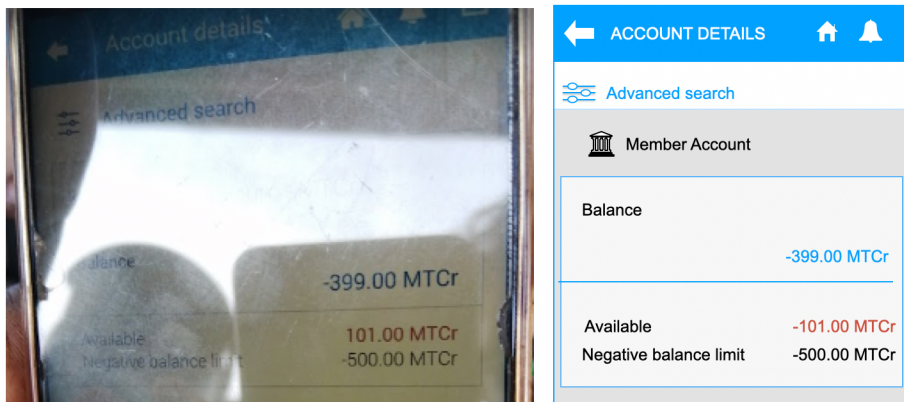 Account details
Advanced search
Balance
-399.00 MTCr
Available 101.00 MTCr
Negative balance limit -500.00 MTCr
ACCOUNT DETAILS
Advanced search
Member Account
Balance
-399.00 MTCr
Available -101.00 MTCr
Negative balance limit -500.00 MTCr